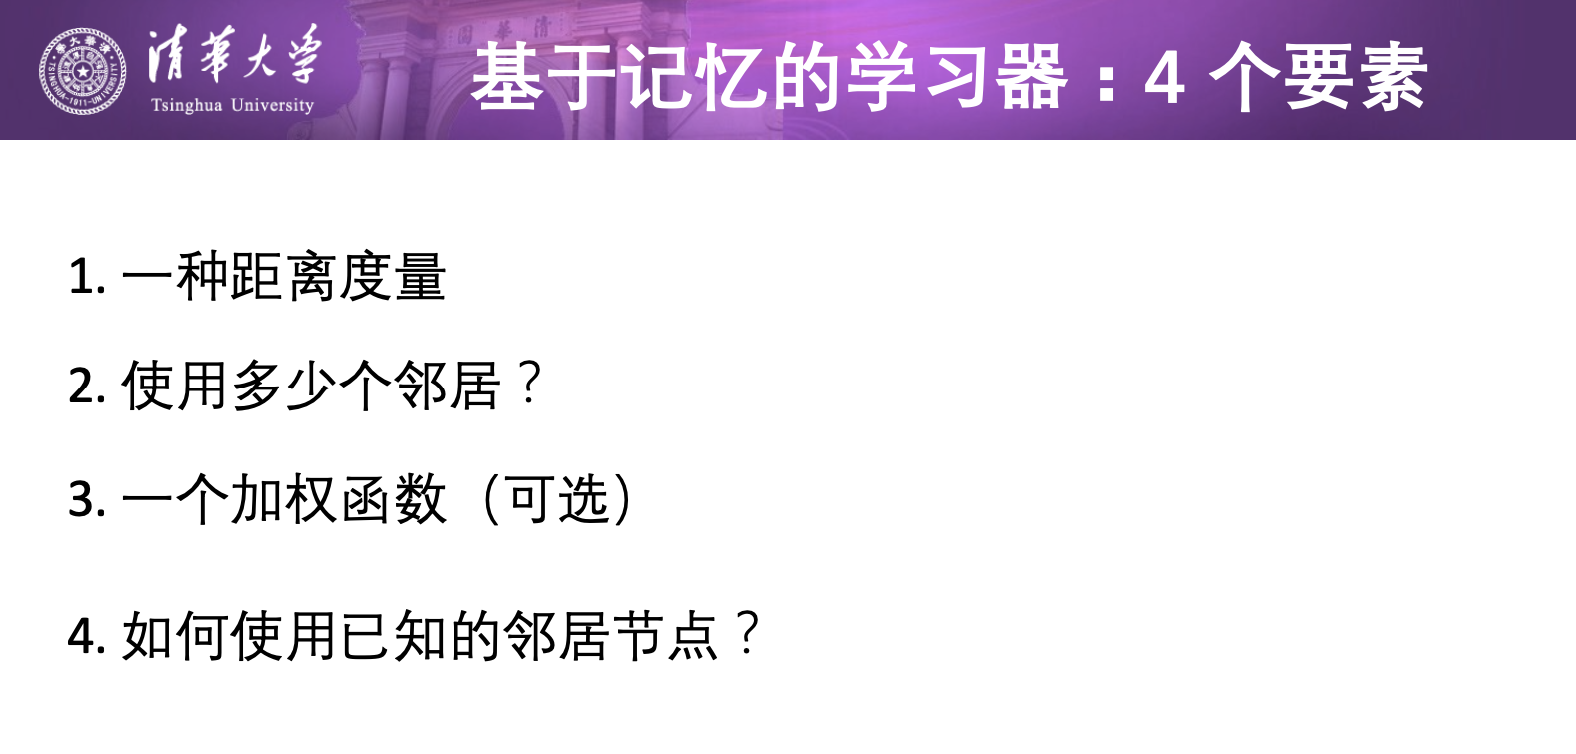 清華大学
Tsinghua University
基于记忆的学习器：4 个要素
1. 一种距离度量
2. 使用多少个邻居？
3. 一个加权函数（可选）
4. 如何使用已知的邻居节点？